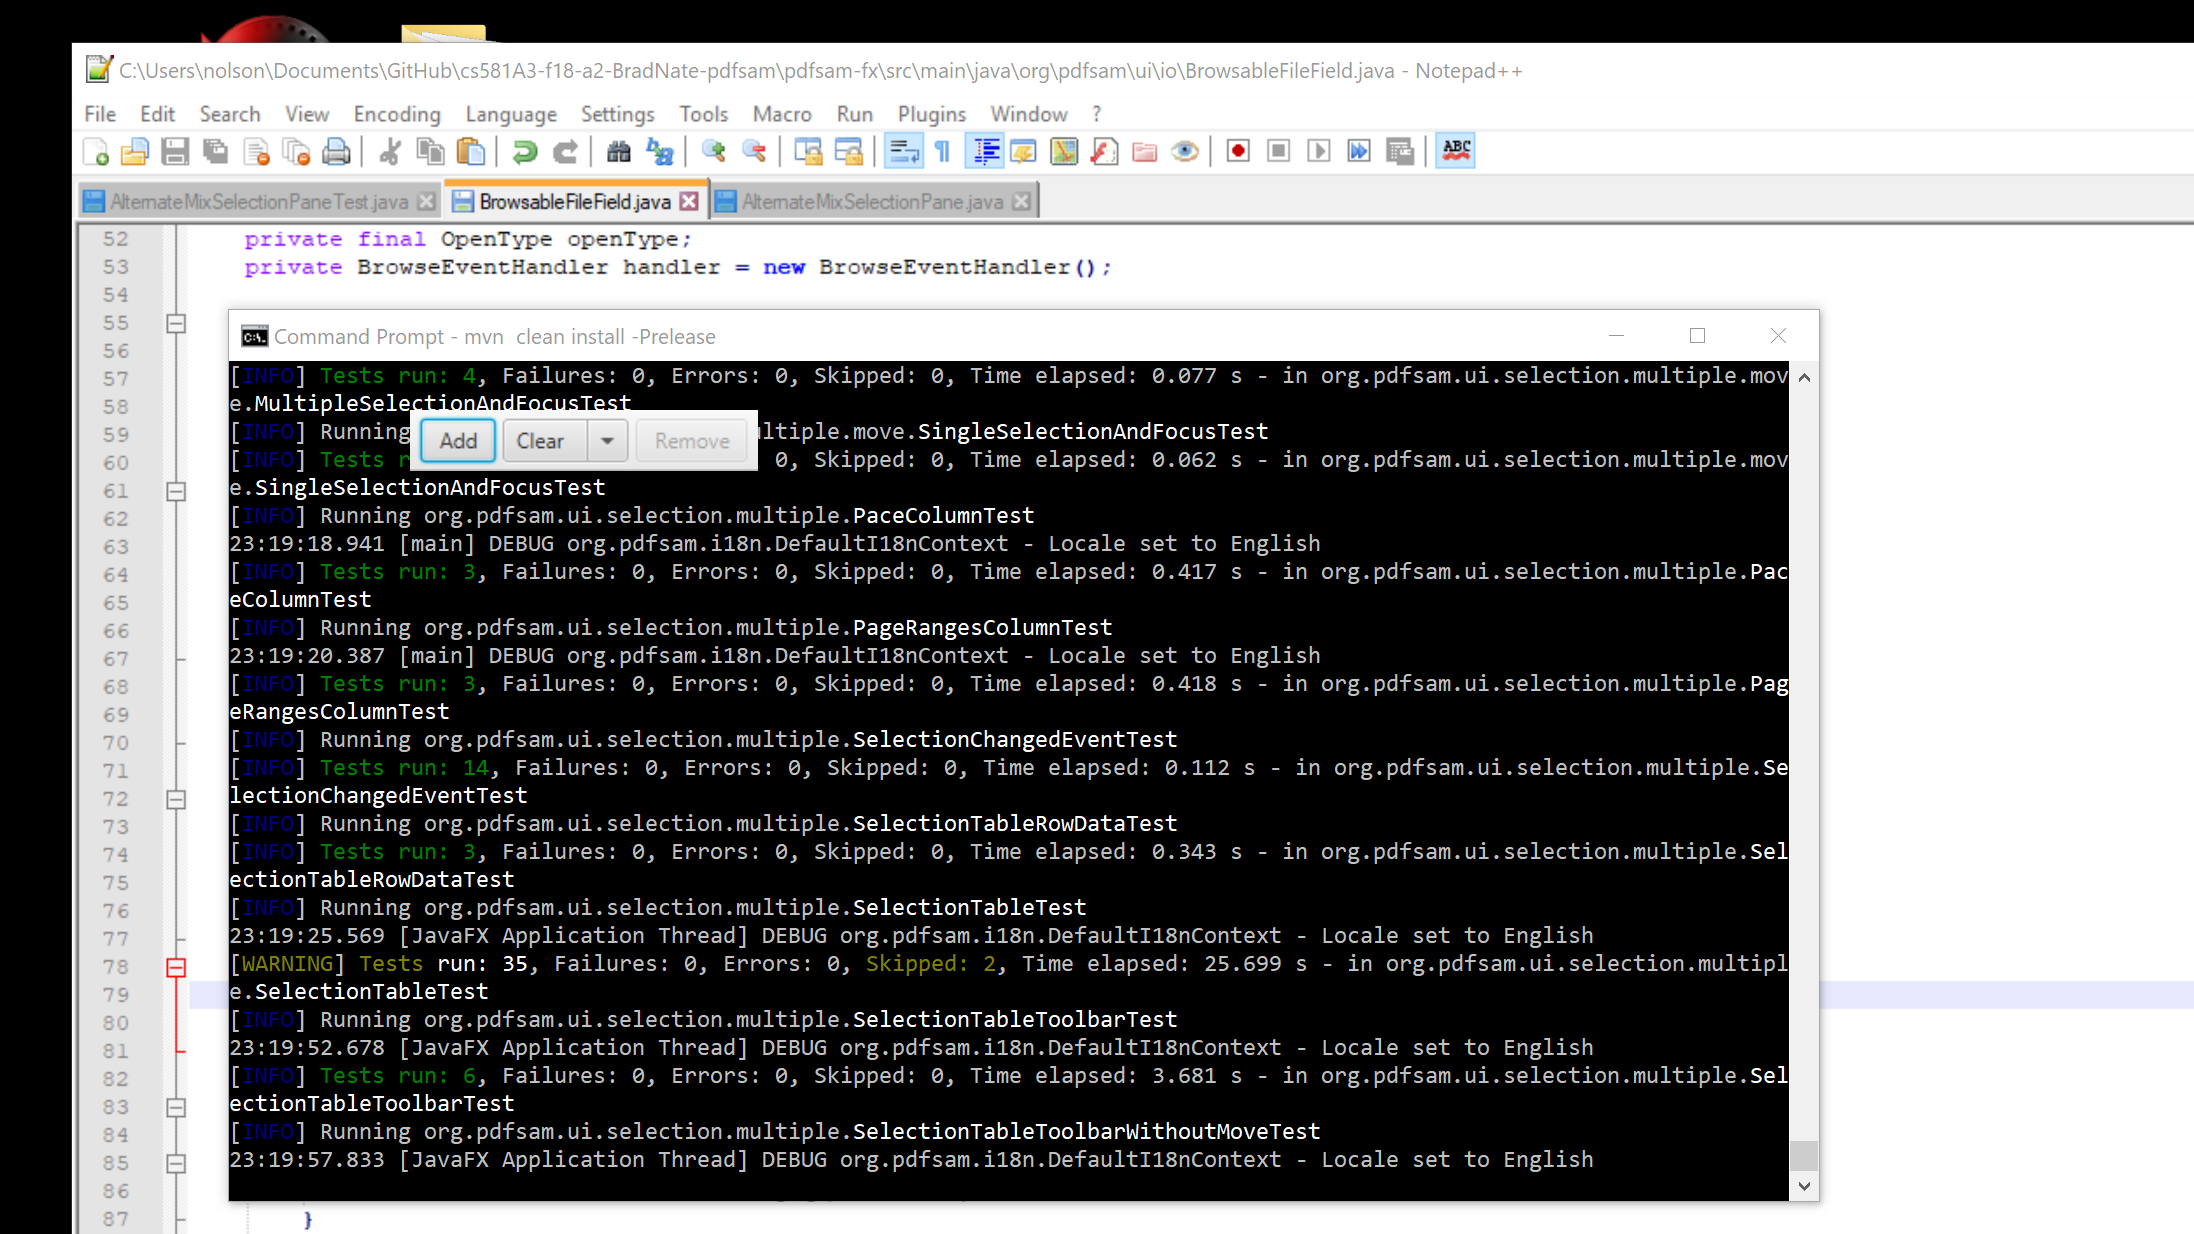 C:\Users\nolson\Documents\GitHub\cs581A3-f18-a2-BradNate-pdfsam\pdfsam-fx\src\main\java\org\pdfsam\ui\io\BrowsableFileField.java - Notepad++
File Edit Search View Encoding Language Settings Tools Macro Run Plugins Window ?
ABC
AlternateMixSelectionPaneTest.java BrowsableFileField.java AlternateMixSelectionPane.java
52 private final OpenType openType;
53 private BrowseEventHandler handler = new BrowseEventHandler();
54
55
56
57
58
59
60
61
62
63
64
65
66
67
68
69
70
71
72
73
74
75
76
77
78
79
80
81
82
83
84
85
86
87 }
Command Prompt - mvn  clean install -Prelease
[INFO] Tests run: 4, Failures: 0, Errors: 0, Skipped: 0, Time elapsed: 0.077 s - in org.pdfsam.ui.selection.multiple.mov
e.MultipleSelectionAndFocusTest
[INFO] Running ltiple.move.SingleSelectionAndFocusTest
[INFO] Tests r 0, Skipped: 0, Time elapsed: 0.062 s - in org.pdfsam.ui.selection.multiple.mov
Add Clear Remove
e.SingleSelectionAndFocusTest
[INFO] Running org.pdfsam.ui.selection.multiple.PaceColumnTest
23:19:18.941 [main] DEBUG org.pdfsam.i18n.DefaultI18nContext - Locale set to English
[INFO] Tests run: 3, Failures: 0, Errors: 0, Skipped: 0, Time elapsed: 0.417 s - in org.pdfsam.ui.selection.multiple.Pac
eColumnTest
[INFO] Running org.pdfsam.ui.selection.multiple.PageRangesColumnTest
23:19:20.387 [main] DEBUG org.pdfsam.i18n.DefaultI18nContext - Locale set to English
[INFO] Tests run: 3, Failures: 0, Errors: 0, Skipped: 0, Time elapsed: 0.418 s - in org.pdfsam.ui.selection.multiple.Pag
eRangesColumnTest
[INFO] Running org.pdfsam.ui.selection.multiple.SelectionChangedEventTest
[INFO] Tests run: 14, Failures: 0, Errors: 0, Skipped: 0, Time elapsed: 0.112 s - in org.pdfsam.ui.selection.multiple.Se
lectionChangedEventTest
[INFO] Running org.pdfsam.ui.selection.multiple.SelectionTableRowDataTest
[INFO] Tests run: 3, Failures: 0, Errors: 0, Skipped: 0, Time elapsed: 0.343 s - in org.pdfsam.ui.selection.multiple.Sel
ectionTableRowDataTest
[INFO] Running org.pdfsam.ui.selection.multiple.SelectionTableTest
23:19:25.569 [JavaFX Application Thread] DEBUG org.pdfsam.i18n.DefaultI18nContext - Locale set to English
[WARNING] Tests run: 35, Failures: 0, Errors: 0, Skipped: 2, Time elapsed: 25.699 s - in org.pdfsam.ui.selection.multipl
e.SelectionTableTest
[INFO] Running org.pdfsam.ui.selection.multiple.SelectionTableToolbarTest
23:19:52.678 [JavaFX Application Thread] DEBUG org.pdfsam.i18n.DefaultI18nContext - Locale set to English
[INFO] Tests run: 6, Failures: 0, Errors: 0, Skipped: 0, Time elapsed: 3.681 s - in org.pdfsam.ui.selection.multiple.Sel
ectionTableToolbarTest
[INFO] Running org.pdfsam.ui.selection.multiple.SelectionTableToolbarWithoutMoveTest
23:19:57.833 [JavaFX Application Thread] DEBUG org.pdfsam.i18n.DefaultI18nContext - Locale set to English